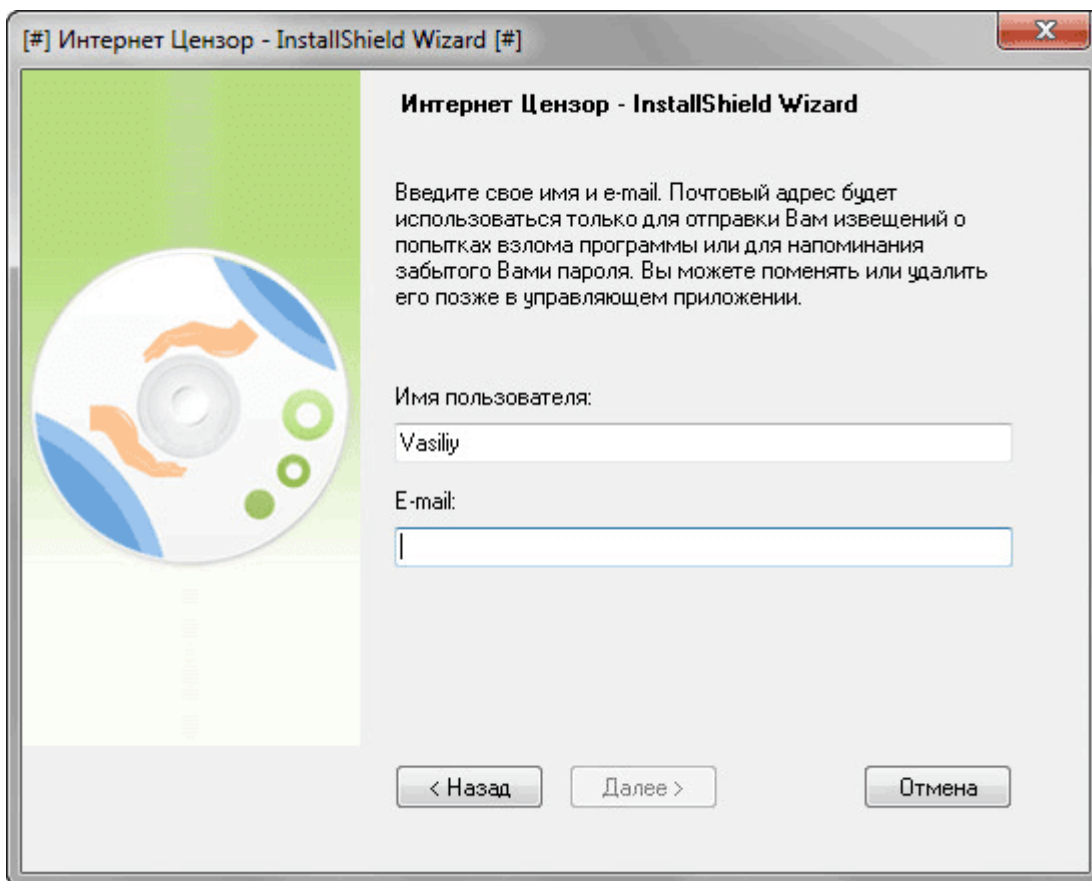 [#] Интернет Цензор - InstallShield Wizard [#]
Интернет Цензор - InstallShield Wizard
Введите свое имя и e-mail. Почтовый адрес будет
использоваться только для отправки Вам извещений о
попытках взлома программы или для напоминания
забытого Вами пароля. Вы можете поменять или удалить
его позже в управляющем приложении.
Имя пользователя:
Vasiliy
E-mail:
< Назад
Далее >
Отмена